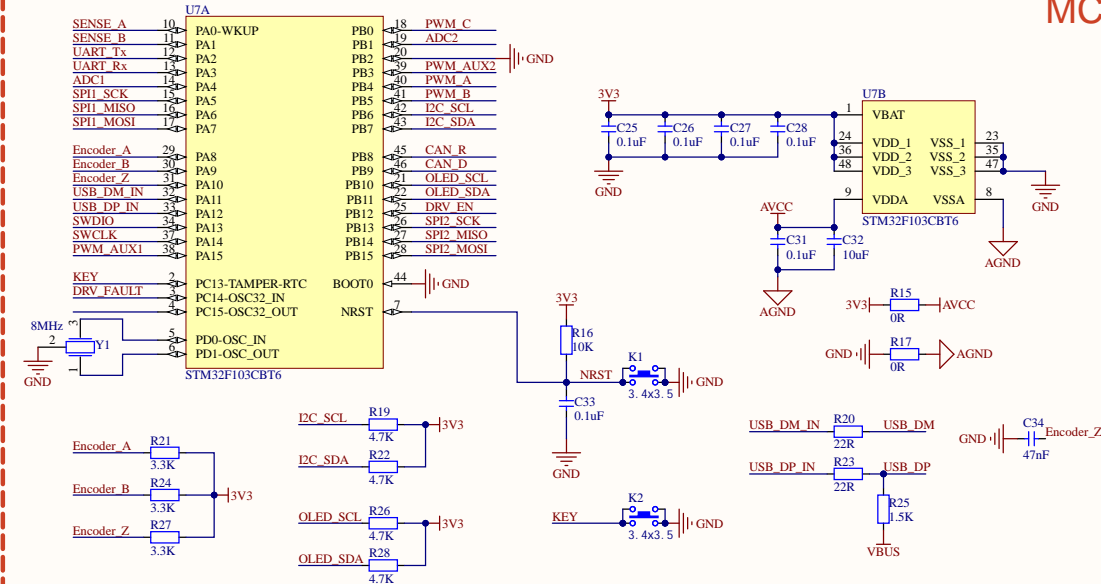 MC
U7A
SENSE_A 10 PA0-WKUP PB0 18 PWM_C
SENSE_B 11 PA1 PB1 19 ADC2
UART_Tx 12 PA2 PB2 20 GND
UART_Rx 13 PA3 PB3 39 PWM_AUX2
ADC1 14 PA4 PB4 40 PWM_A
SPI1_SCK 15 PA5 PB5 41 PWM_B
SPI1_MISO 16 PA6 PB6 42 I2C_SCL
SPI1_MOSI 17 PA7 PB7 43 I2C_SDA
Encoder_A 29 PA8 PB8 45 CAN_R
Encoder_B 30 PA9 PB9 46 CAN_D
Encoder_Z 31 PA10 PB10 21 OLED_SCL
USB_DM_IN 32 PA11 PB11 22 OLED_SDA
USB_DP_IN 33 PA12 PB12 25 DRV_EN
SWDIO 34 PA13 PB13 26 SPI2_SCK
SWCLK 37 PA14 PB14 27 SPI2_MISO
PWM_AUX1 38 PA15 PB15 28 SPI2_MOSI
KEY 2 PC13-TAMPER-RTC BOOT0 44 GND
DRV_FAULT 3 PC14-OSC32_IN
4 PC15-OSC32_OUT NRST 7
5 PD0-OSC_IN
6 PD1-OSC_OUT
STM32F103CBT6
8MHz 3
2 Y1
1
GND
3V3
C25 C26 C27 C28
0.1uF 0.1uF 0.1uF 0.1uF
GND
U7B
1 VBAT
24 VDD_1 VSS_1 23
36 VDD_2 VSS_2 35
48 VDD_3 VSS_3 47
9 VDDA VSSA 8
STM32F103CBT6
GND
AGND
AVCC
C31 C32
0.1uF 10uF
AGND
R15
3V3 AVCC
0R
R17
GND AGND
0R
3V3
R16
10K
NRST
K1
3.4x3.5
GND
C33
0.1uF
GND
I2C_SCL R19
4.7K
3V3
I2C_SDA R22
4.7K
Encoder_A R21
3.3K
Encoder_B R24
3.3K
3V3
Encoder_Z R27
3.3K
OLED_SCL R26
4.7K
3V3
OLED_SDA R28
4.7K
KEY K2
3.4x3.5
GND
USB_DM_IN R20 USB_DM
22R
USB_DP_IN R23 USB_DP
22R
R25
1.5K
VBUS
C34
GND Encoder_Z
47nF